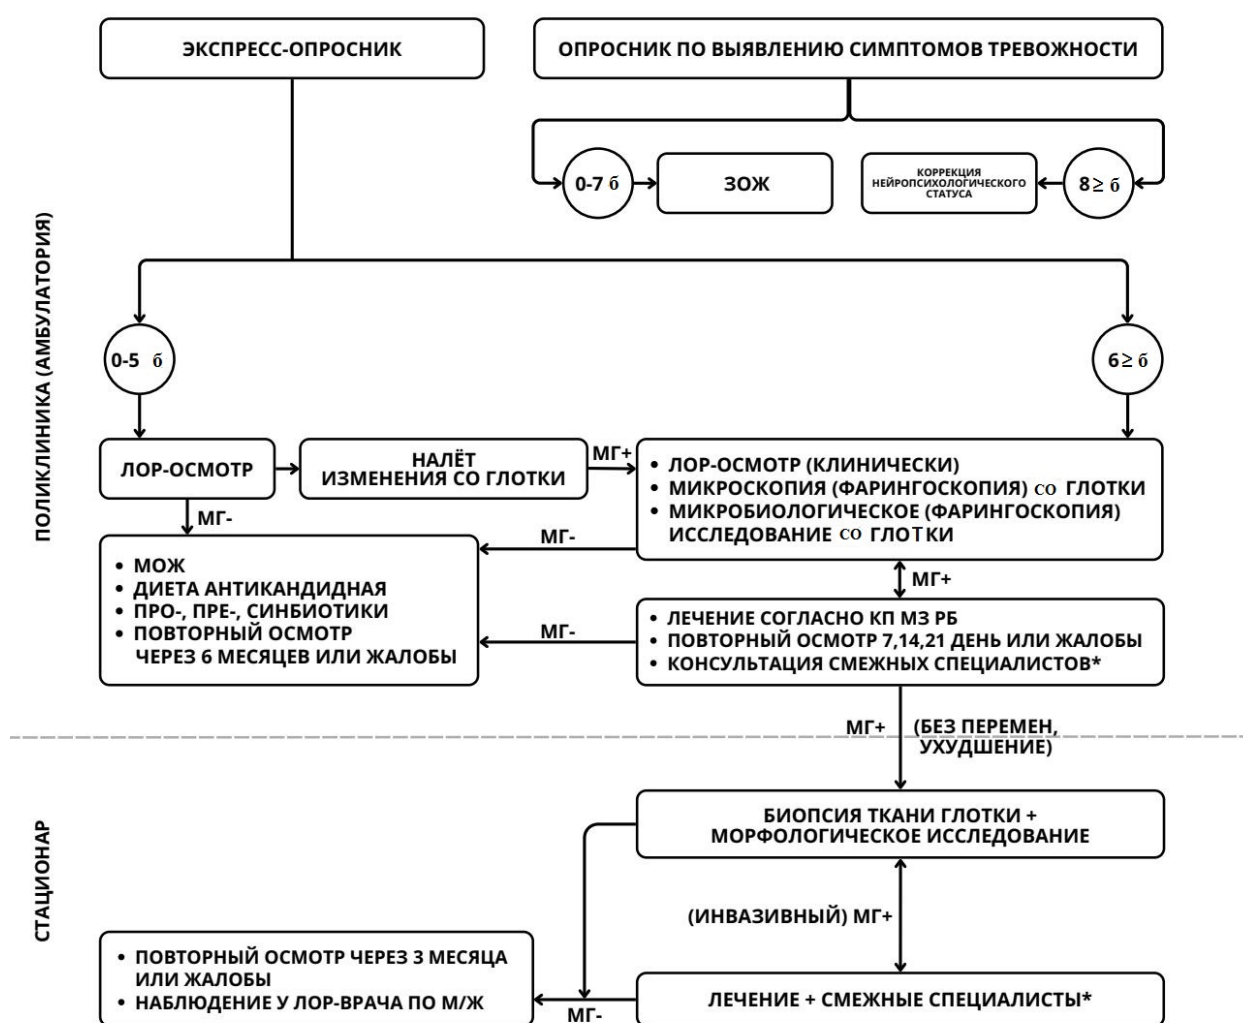 ЭКСПРЕСС-ОПРОСНИК
ОПРОСНИК ПО ВЫЯВЛЕНИЮ СИМПТОМОВ ТРЕВОЖНОСТИ
0-7 б
ЗОЖ
КОРРЕКЦИЯ
НЕЙРОПСИХОЛОГИЧЕСКОГО
СТАТУСА
8≥ б
ПОЛИКЛИНИКА (АМБУЛАТОРИЯ)
0-5 б
6≥ б
ЛОР-ОСМОТР
НАЛЁТ
ИЗМЕНЕНИЯ СО ГЛОТКИ
МГ+
• ЛОР-ОСМОТР (КЛИНИЧЕСКИ)
• МИКРОСКОПИЯ (ФАРИНГОСКОПИЯ) со ГЛОТКИ
• МИКРОБИОЛОГИЧЕСКОЕ (ФАРИНГОСКОПИЯ)
ИССЛЕДОВАНИЕ со ГЛОТКИ
МГ-
МГ-
МГ+
• МОЖ
• ДИЕТА АНТИКАНДИДНАЯ
• ПРО-, ПРЕ-, СИНБИОТИКИ
• ПОВТОРНЫЙ ОСМОТР
ЧЕРЕЗ 6 МЕСЯЦЕВ ИЛИ ЖАЛОБЫ
МГ-
• ЛЕЧЕНИЕ СОГЛАСНО КП МЗ РБ
• ПОВТОРНЫЙ ОСМОТР 7,14,21 ДЕНЬ ИЛИ ЖАЛОБЫ
• КОНСУЛЬТАЦИЯ СМЕЖНЫХ СПЕЦИАЛИСТОВ*
МГ+ (БЕЗ ПЕРЕМЕН,
УХУДШЕНИЕ)
СТАЦИОНАР
БИОПСИЯ ТКАНИ ГЛОТКИ +
МОРФОЛОГИЧЕСКОЕ ИССЛЕДОВАНИЕ
(ИНВАЗИВНЫЙ) МГ+
• ПОВТОРНЫЙ ОСМОТР ЧЕРЕЗ 3 МЕСЯЦА
ИЛИ ЖАЛОБЫ
• НАБЛЮДЕНИЕ У ЛОР-ВРАЧА ПО М/Ж
МГ-
ЛЕЧЕНИЕ + СМЕЖНЫЕ СПЕЦИАЛИСТЫ*